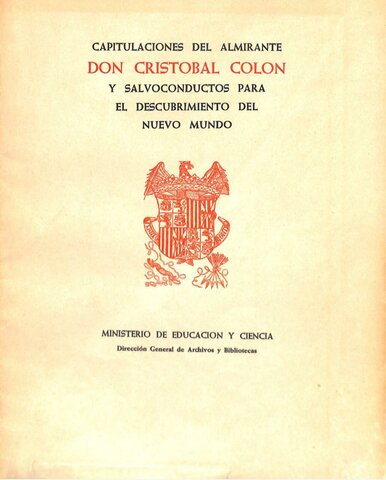 CAPITULACIONES DEL ALMIRANTE
DON CRISTOBAL COLON
Y SALVOCONDUCTOS PARA
EL DESCUBRIMIENTO DEL
NUEVO MUNDO
MINISTERIO DE EDUCACION Y CIENCIA
Dirección General de Archivos y Bibliotecas